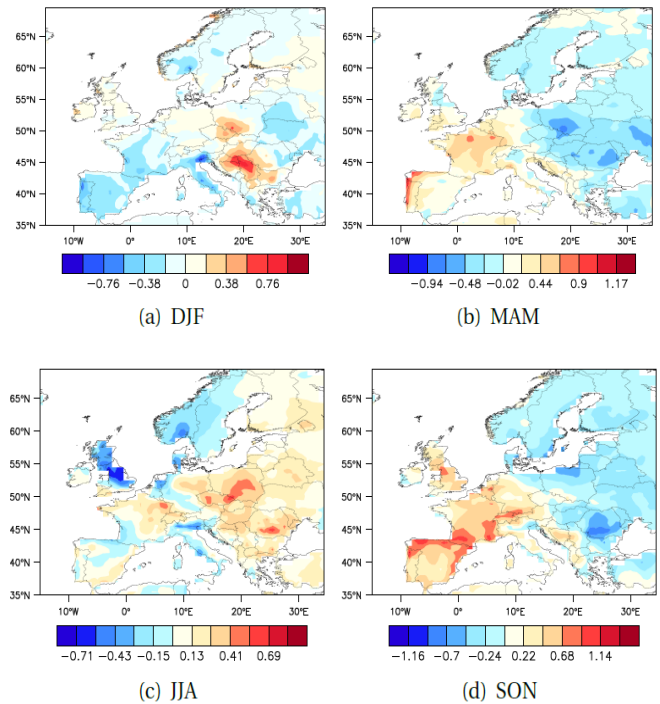 65°N
60°N
55°N
50°N
45°N
40°N
35°N
10°W 0° 10°E 20°E 30°E
−0.76 −0.38 0 0.38 0.76
(a) DJF
65°N
60°N
55°N
50°N
45°N
40°N
35°N
10°W 0° 10°E 20°E 30°E
−0.94 −0.48 −0.02 0.44 0.9 1.17
(b) MAM
65°N
60°N
55°N
50°N
45°N
40°N
35°N
10°W 0° 10°E 20°E 30°E
−0.71 −0.43 −0.15 0.13 0.41 0.69
(c) JJA
65°N
60°N
55°N
50°N
45°N
40°N
35°N
10°W 0° 10°E 20°E 30°E
−1.16 −0.7 −0.24 0.22 0.68 1.14
(d) SON